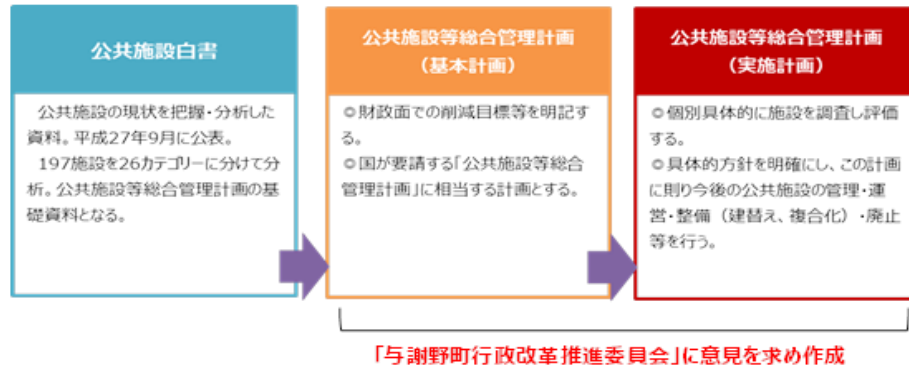 公共施設白書
公共施設の現状を把握・分析した
資料。平成27年9月に公表。
197施設を26カテゴリーに分けて分
析。公共施設等総合管理計画の基
礎資料となる。
公共施設等総合管理計画
（基本計画）
◎財政面での削減目標等を明記す
る。
◎国が要請する「公共施設等総合
管理計画」に相当する計画とする。
公共施設等総合管理計画
（実施計画）
◎個別具体的に施設を調査し評価
する。
◎具体的方針を明確にし、この計画
に則り今後の公共施設の管理・運
営・整備（建替え、複合化）・廃止
等を行う。
「与謝野町行政改革推進委員会」に意見を求め作成